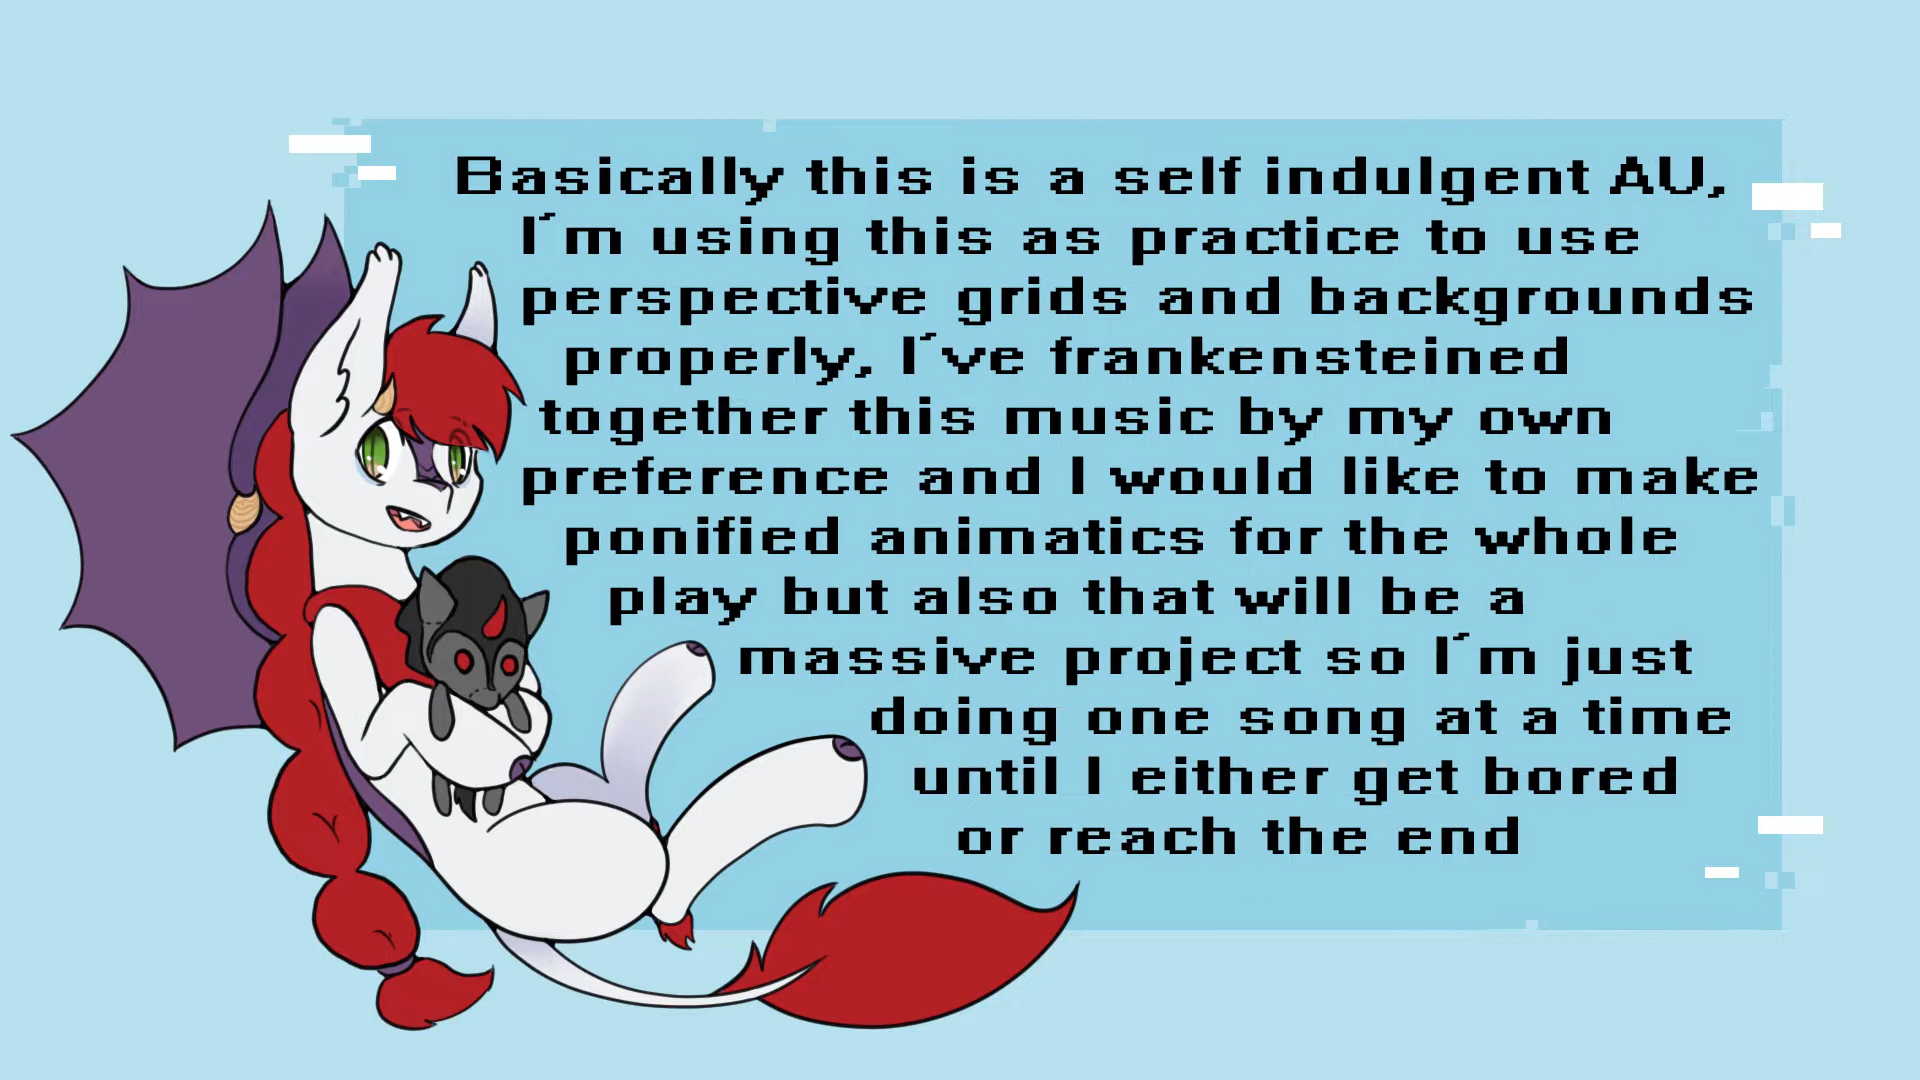 Basically this is a self indulgent AU,
I´m using this as practice to use
perspective grids and backgrounds
properly, I´ve frankensteined
together this music by my own
preference and I would like to make
ponified animatics for the whole
play but also that will be a
massive project so I´m just
doing one song at a time
until I either get bored
or reach the end